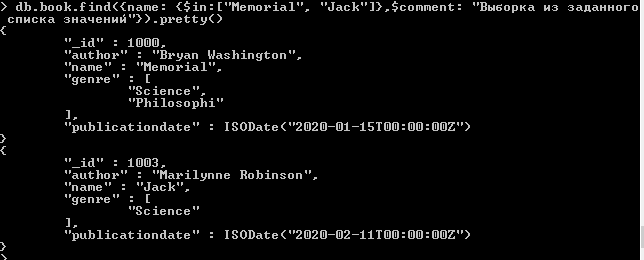 > db.book.find({name: {$in:["Memorial", "Jack"]},$comment: "Выборка из заданного
списка значений"}).pretty()
{
"_id" : 1000,
"author" : "Bryan Washington",
"name" : "Memorial",
"genre" : [
"Science",
"Philosophi"
],
"publicationdate" : ISODate("2020-01-15T00:00:00Z")
}
{
"_id" : 1003,
"author" : "Marilynne Robinson",
"name" : "Jack",
"genre" : [
"Science"
],
"publicationdate" : ISODate("2020-02-11T00:00:00Z")
}
>